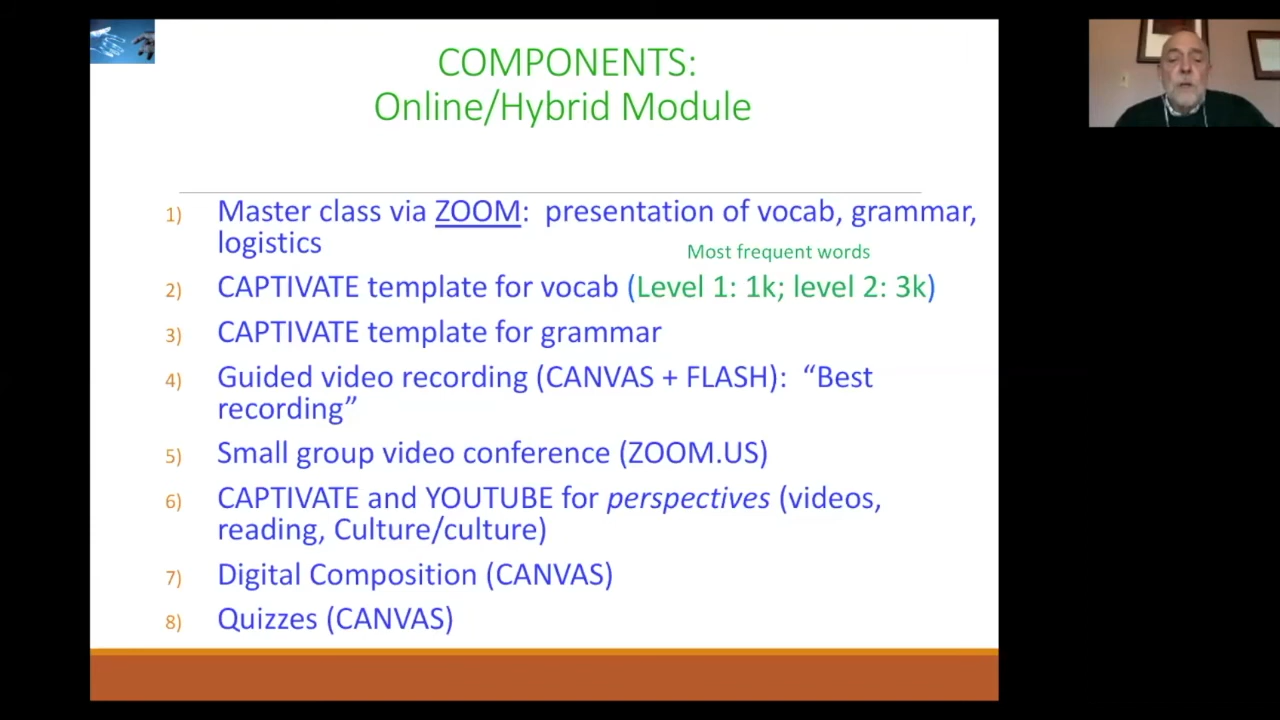 COMPONENTS:
Online/Hybrid Module
1) Master class via ZOOM: presentation of vocab, grammar,
logistics
Most frequent words
2) CAPTIVATE template for vocab (Level 1: 1k; level 2: 3k)
3) CAPTIVATE template for grammar
4) Guided video recording (CANVAS + FLASH): “Best
recording”
5) Small group video conference (ZOOM.US)
6) CAPTIVATE and YOUTUBE for perspectives (videos,
reading, Culture/culture)
7) Digital Composition (CANVAS)
8) Quizzes (CANVAS)